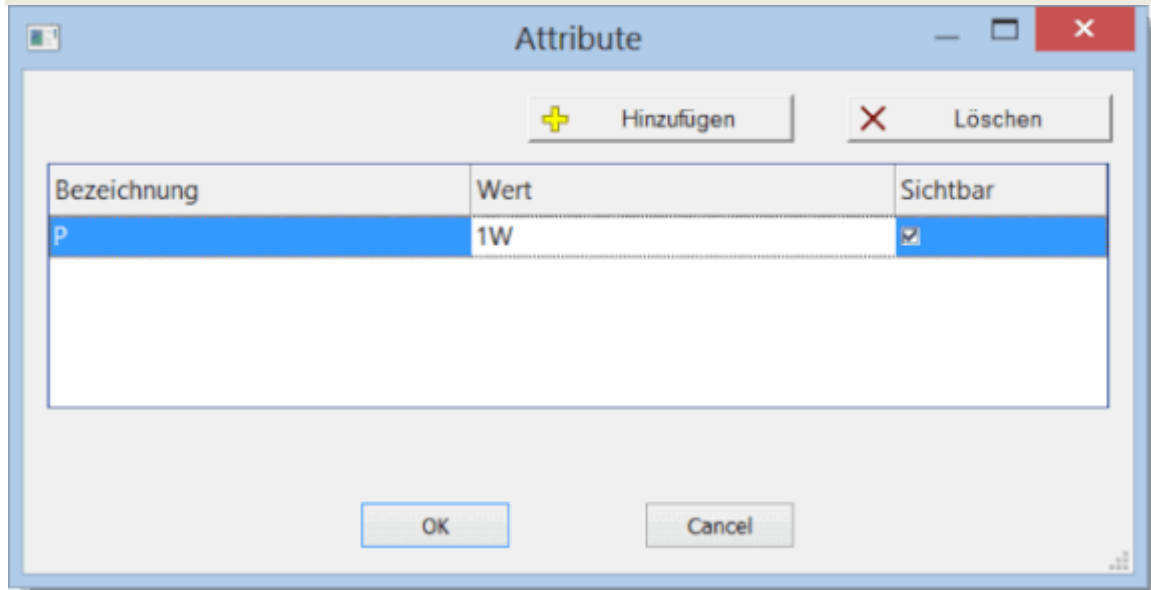 Attribute
Hinzufügen Löschen
Bezeichnung Wert Sichtbar
P 1W
OK Cancel